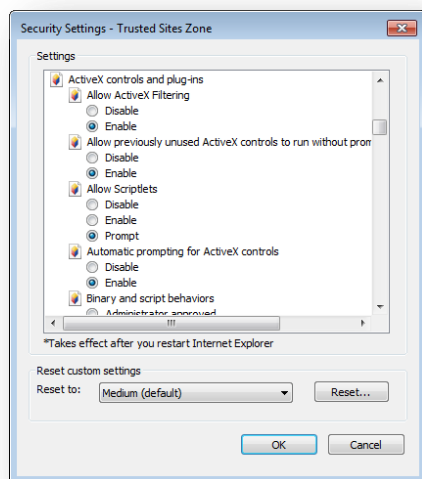 Security Settings - Trusted Sites Zone
Settings
ActiveX controls and plug-ins
Allow ActiveX Filtering
Disable
Enable
Allow previously unused ActiveX controls to run without prom
Disable
Enable
Allow Scriptlets
Disable
Enable
Prompt
Automatic prompting for ActiveX controls
Disable
Enable
Binary and script behaviors
Administrator approved
*Takes effect after you restart Internet Explorer
Reset custom settings
Reset to: Medium (default) Reset...
OK Cancel